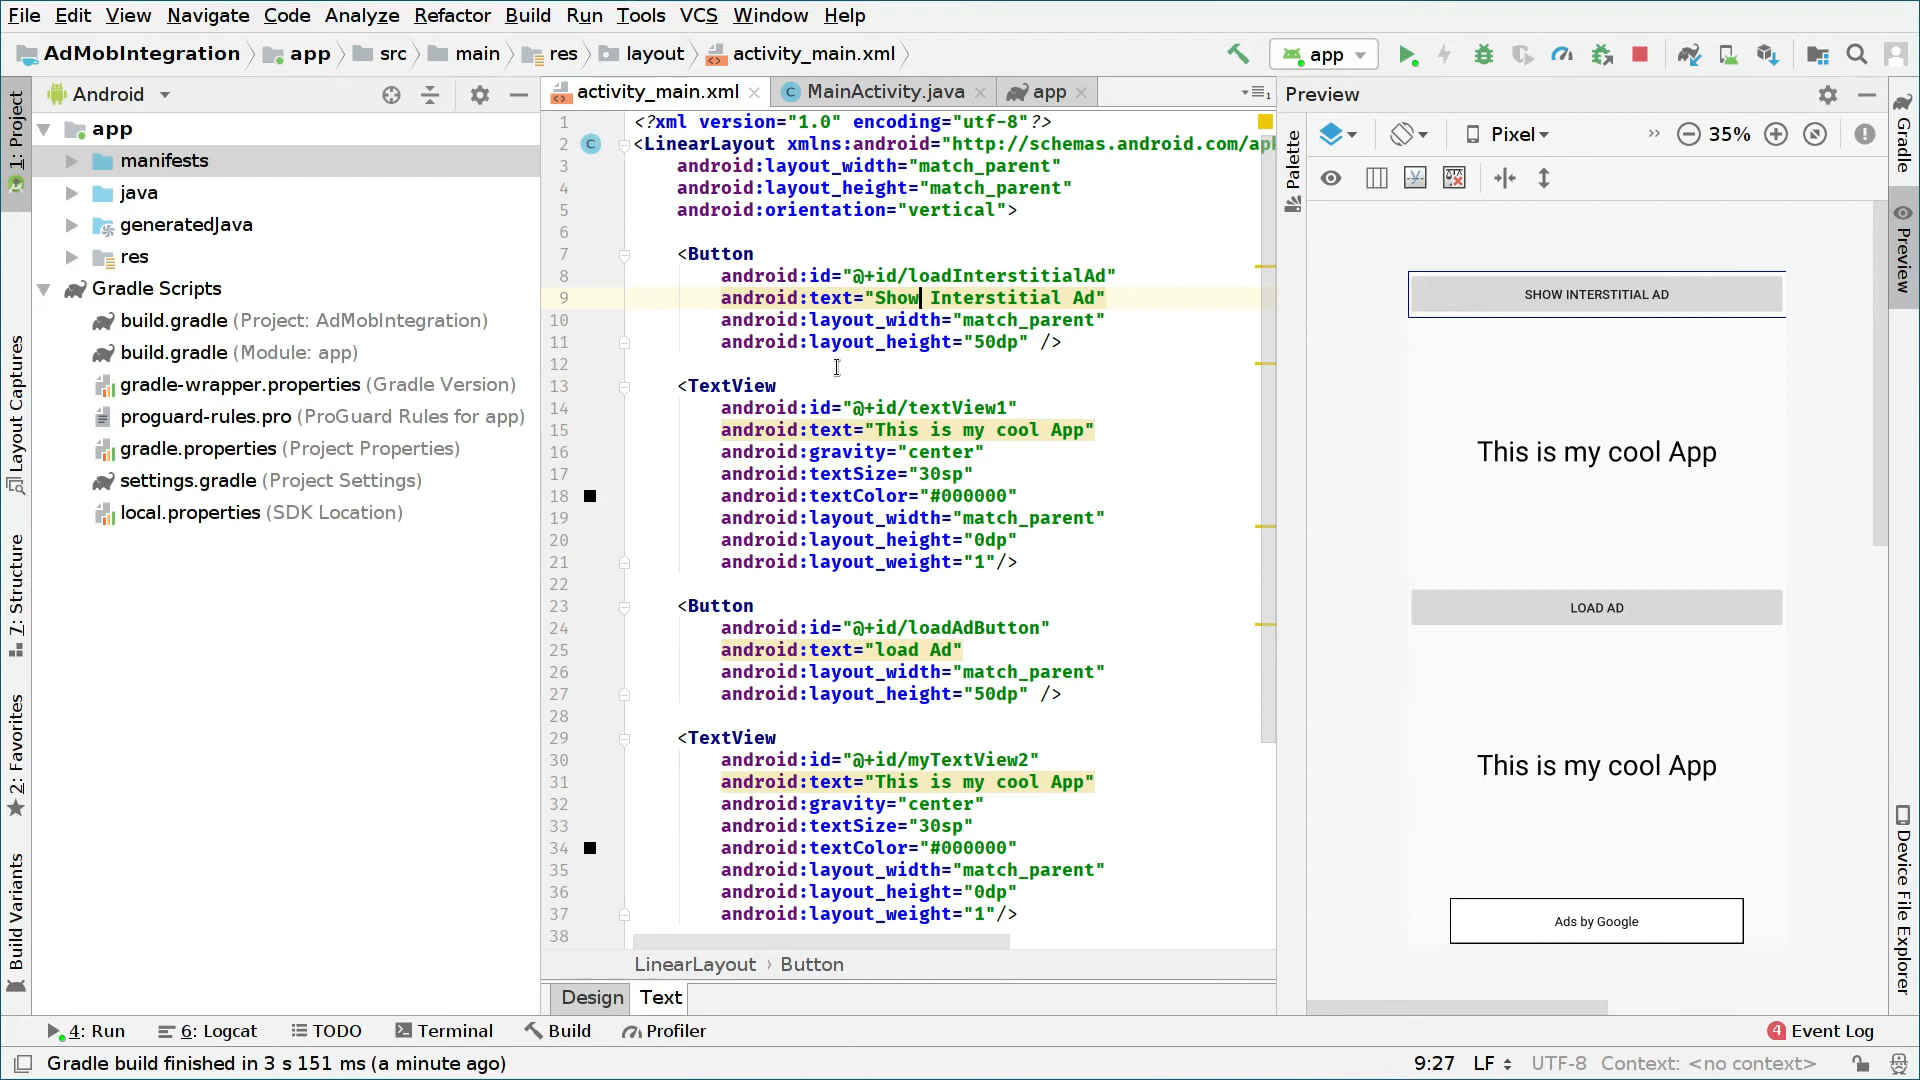 File Edit View Navigate Code Analyze Refactor Build Run Tools VCS Window Help
AdMobIntegration app src main res layout activity_main.xml app
Android
activity_main.xml MainActivity.java app
Preview
1: Project
Layout Captures
7: Structure
2: Favorites
Build Variants
app
manifests
java
generatedJava
res
Gradle Scripts
build.gradle (Project: AdMobIntegration)
build.gradle (Module: app)
gradle-wrapper.properties (Gradle Version)
proguard-rules.pro (ProGuard Rules for app)
gradle.properties (Project Properties)
settings.gradle (Project Settings)
local.properties (SDK Location)
1 <?xml version="1.0" encoding="utf-8"?>
2 <LinearLayout xmlns:android="http://schemas.android.com/ap
3 android:layout_width="match_parent"
4 android:layout_height="match_parent"
5 android:orientation="vertical">
6
7 <Button
8 android:id="@+id/loadInterstitialAd"
9 android:text="Show Interstitial Ad"
10 android:layout_width="match_parent"
11 android:layout_height="50dp" />
12
13 <TextView
14 android:id="@+id/textView1"
15 android:text="This is my cool App"
16 android:gravity="center"
17 android:textSize="30sp"
18 android:textColor="#000000"
19 android:layout_width="match_parent"
20 android:layout_height="0dp"
21 android:layout_weight="1"/>
22
23 <Button
24 android:id="@+id/loadAdButton"
25 android:text="load Ad"
26 android:layout_width="match_parent"
27 android:layout_height="50dp" />
28
29 <TextView
30 android:id="@+id/myTextView2"
31 android:text="This is my cool App"
32 android:gravity="center"
33 android:textSize="30sp"
34 android:textColor="#000000"
35 android:layout_width="match_parent"
36 android:layout_height="0dp"
37 android:layout_weight="1"/>
38
LinearLayout › Button
Design Text
Palette
Pixel 35%
SHOW INTERSTITIAL AD
This is my cool App
LOAD AD
This is my cool App
Ads by Google
Gradle
Preview
Device File Explorer
4: Run 6: Logcat TODO Terminal Build Profiler 4 Event Log
Gradle build finished in 3 s 151 ms (a minute ago) 9:27 LF UTF-8 Context: <no context>